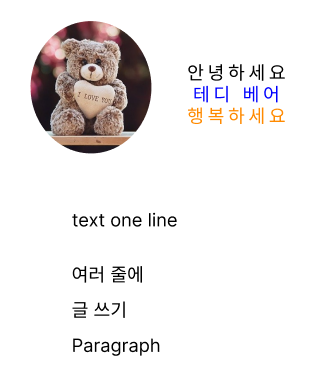 I LOVE YOU
안녕하세요
테디 베어
행복하세요
text one line
여러 줄에
글 쓰기
Paragraph